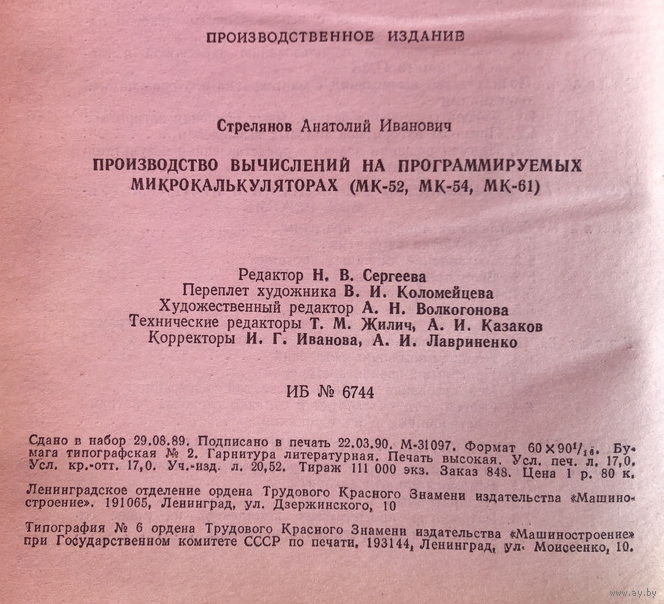 ПРОИЗВОДСТВЕННОЕ ИЗДАНИЕ
Стрелянов Анатолий Иванович
ПРОИЗВОДСТВО ВЫЧИСЛЕНИЙ НА ПРОГРАММИРУЕМЫХ
МИКРОКАЛЬКУЛЯТОРАХ (МК-52, МК-54, МК-61)
Редактор Н. В. Сергеева
Переплет художника В. И. Коломейцева
Художественный редактор А. Н. Волкогонова
Технические редакторы Т. М. Жилич, А. И. Казаков
Корректоры И. Г. Иванова, А. И. Лавриненко
ИБ № 6744
Сдано в набор 29.08.89. Подписано в печать 22.03.90. М-31097. Формат 60×90¹/₁₆. Бу-
мага типографская № 2. Гарнитура литературная. Печать высокая. Усл. печ. л. 17,0.
Усл. кр.-отт. 17,0. Уч.-изд. л. 20,52. Тираж 111 000 экз. Заказ 848. Цена 1 р. 80 к.
Ленинградское отделение ордена Трудового Красного Знамени издательства «Машино-
строение». 191065, Ленинград, ул. Дзержинского, 10
Типография № 6 ордена Трудового Красного Знамени издательства «Машиностроение»
при Государственном комитете СССР по печати. 193144, Ленинград, ул. Моисеенко, 10.
www.ay.by